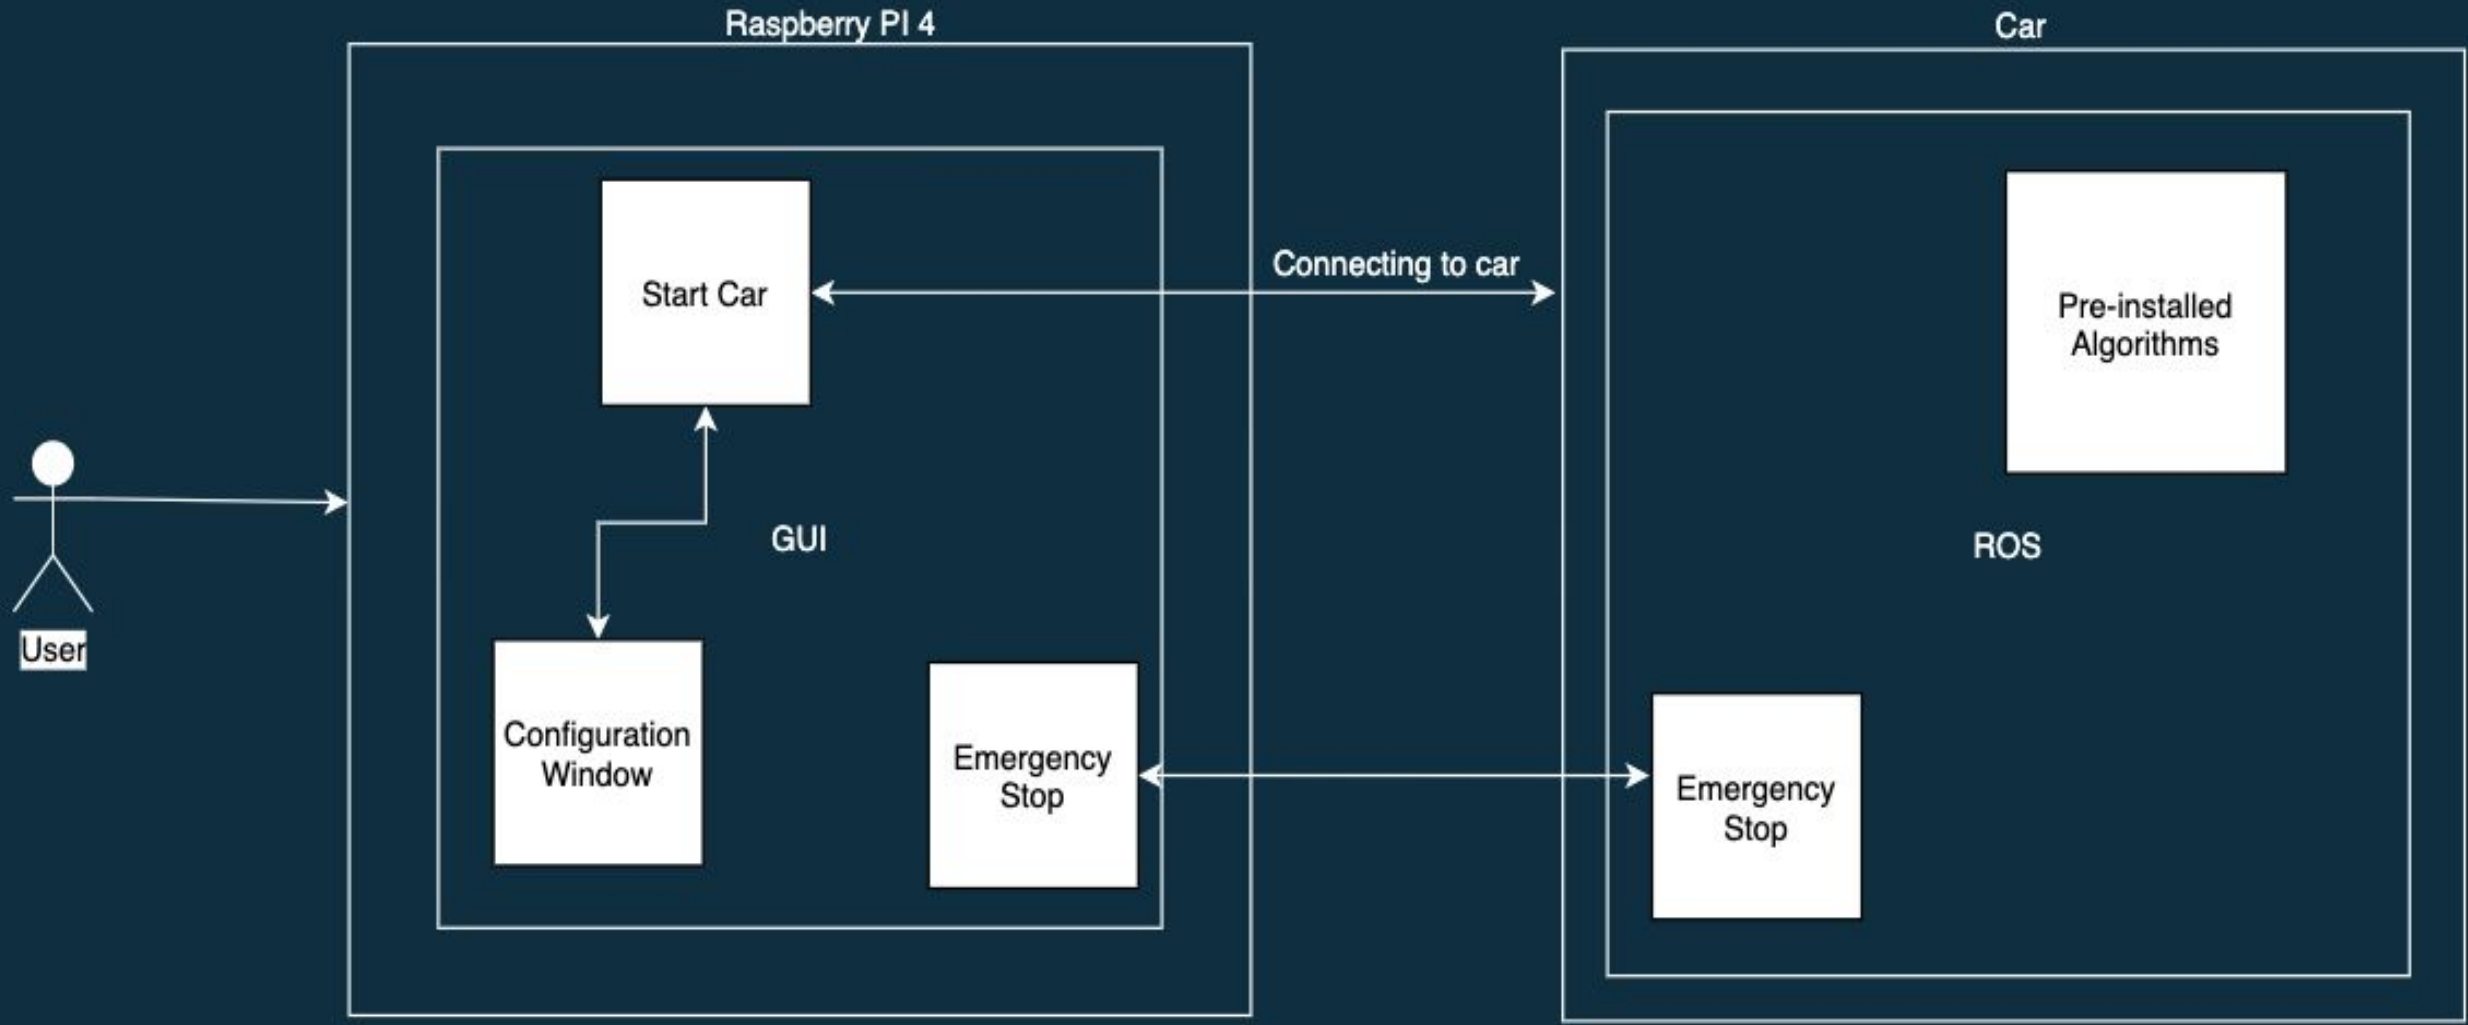 Raspberry PI 4
Car
Start Car
Connecting to car
Pre-installed
Algorithms
GUI
ROS
User
Configuration
Window
Emergency
Stop
Emergency
Stop